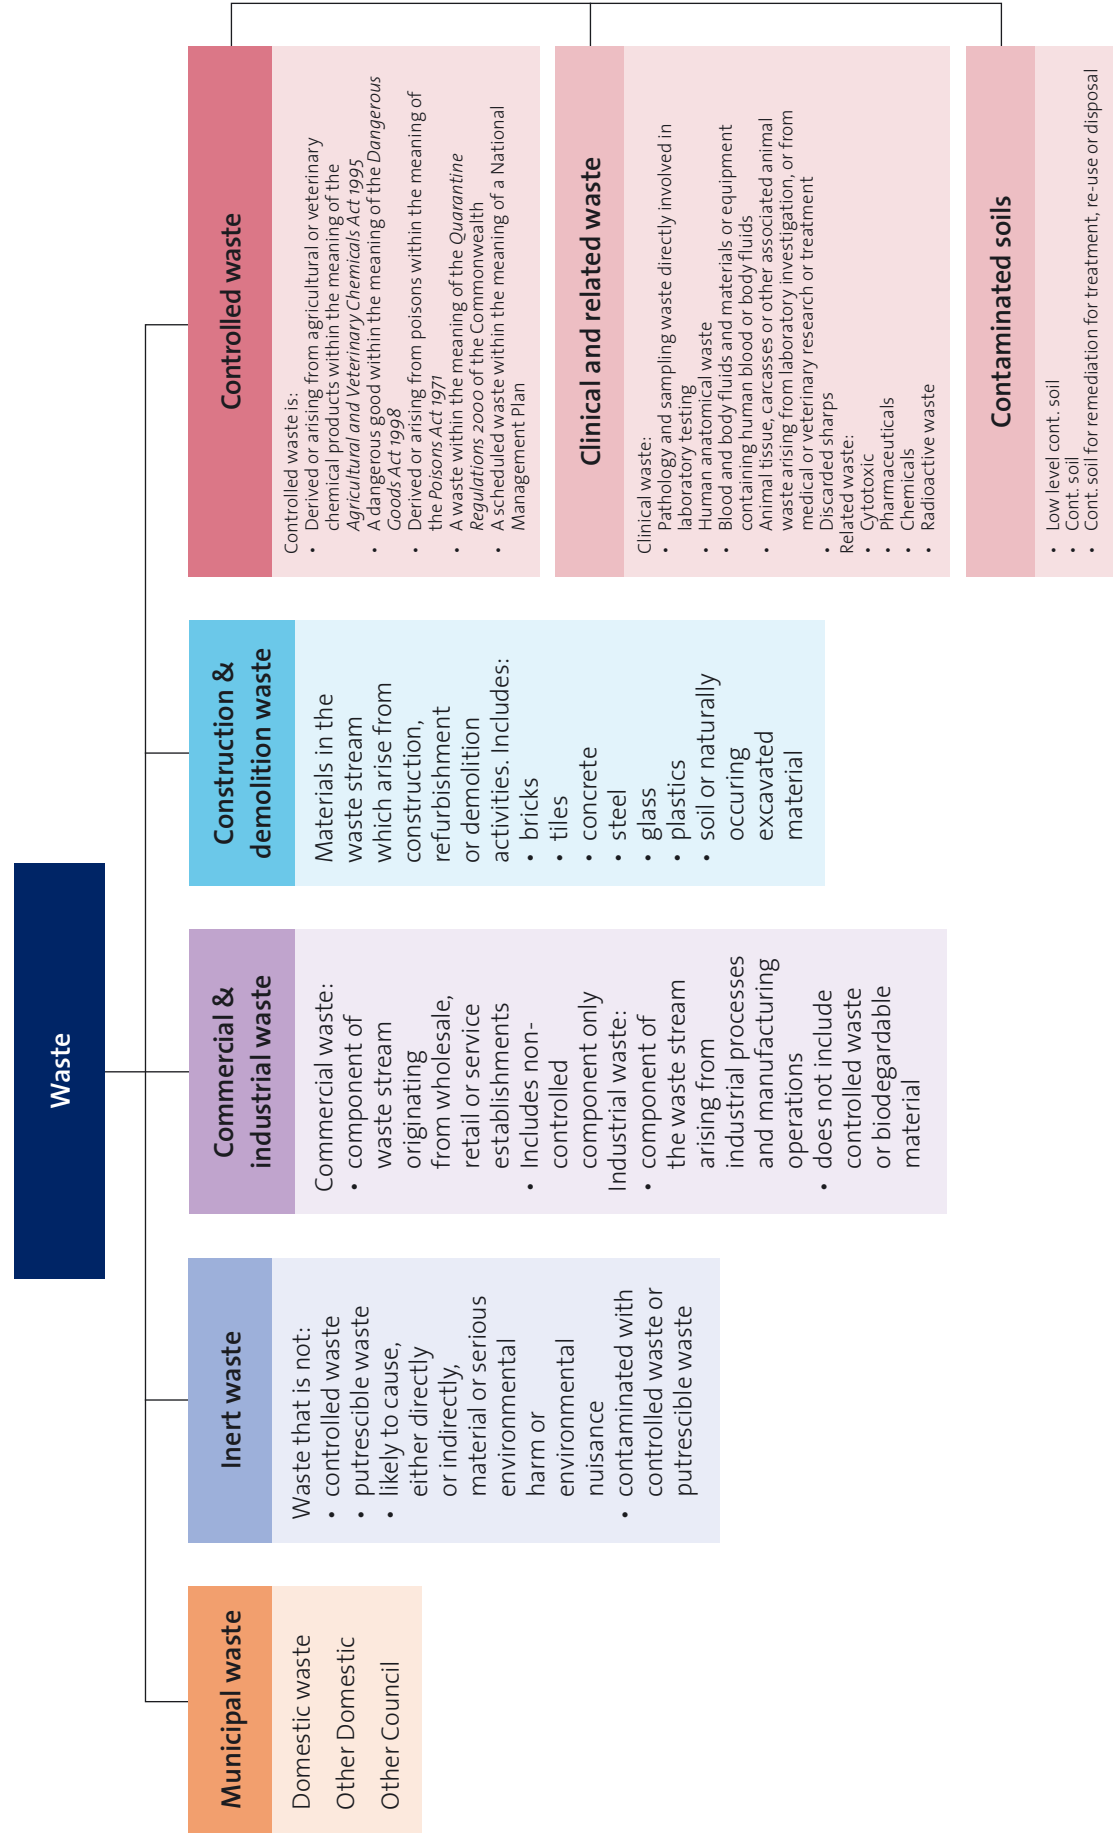 Waste
Municipal waste
Domestic waste
Other Domestic
Other Council
Inert waste
Waste that is not:
• controlled waste
• putrescible waste
• likely to cause,
either directly
or indirectly,
material or serious
environmental
harm or
environmental
nuisance
• contaminated with
controlled waste or
putrescible waste
Commercial &
industrial waste
Commercial waste:
• component of
waste stream
originating
from wholesale,
retail or service
establishments
• Includes non-
controlled
component only
Industrial waste:
• component of
the waste stream
arising from
industrial processes
and manufacturing
operations
• does not include
controlled waste
or biodegardable
material
Construction &
demolition waste
Materials in the
waste stream
which arise from
construction,
refurbishment
or demolition
activities. Includes:
• bricks
• tiles
• concrete
• steel
• glass
• plastics
• soil or naturally
occuring
excavated
material
Controlled waste
Controlled waste is:
• Derived or arising from agricultural or veterinary
chemical products within the meaning of the
Agricultural and Veterinary Chemicals Act 1995
• A dangerous good within the meaning of the Dangerous
Goods Act 1998
• Derived or arising from poisons within the meaning of
the Poisons Act 1971
• A waste within the meaning of the Quarantine
Regulations 2000 of the Commonwealth
• A scheduled waste within the meaning of a National
Management Plan
Clinical and related waste
Clinical waste:
• Pathology and sampling waste directly involved in
laboratory testing
• Human anatomical waste
• Blood and body fluids and materials or equipment
containing human blood or body fluids
• Animal tissue, carcasses or other associated animal
waste arising from laboratory investigation, or from
medical or veterinary research or treatment
• Discarded sharps
Related waste:
• Cytotoxic
• Pharmaceuticals
• Chemicals
• Radioactive waste
Contaminated soils
• Low level cont. soil
• Cont. soil
• Cont. soil for remediation for treatment, re-use or disposal